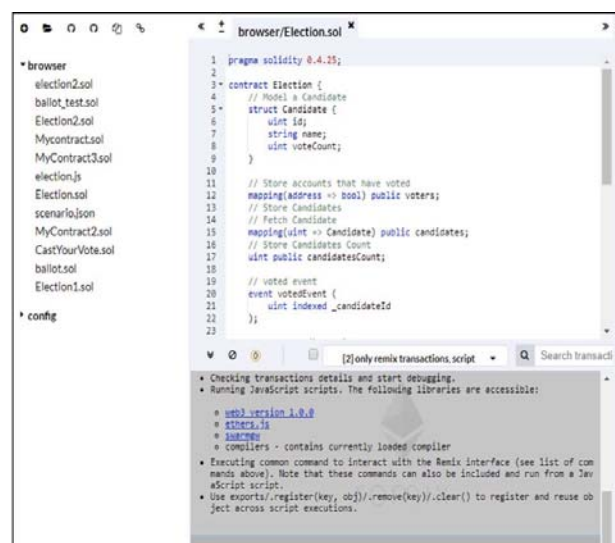 browser/Election.sol
browser
election2.sol
ballot_test.sol
Election2.sol
Mycontract.sol
MyContract3.sol
election.js
Election.sol
scenario.json
MyContract2.sol
CastYourVote.sol
ballot.sol
Election1.sol
config
1 pragma solidity 0.4.25;
2
3 contract Election {
4 // Model a Candidate
5 struct Candidate {
6 uint id;
7 string name;
8 uint voteCount;
9 }
10
11 // Store accounts that have voted
12 mapping(address => bool) public voters;
13 // Store Candidates
14 // Fetch Candidate
15 mapping(uint => Candidate) public candidates;
16 // Store Candidates Count
17 uint public candidatesCount;
18
19 // voted event
20 event votedEvent (
21 uint indexed _candidateId
22 );
23
0
[2] only remix transactions, script
Search transacti
• Checking transactions details and start debugging.
• Running JavaScript scripts. The following libraries are accessible:
o web3 version 1.0.0
o ethers.js
o swarmgw
o compilers - contains currently loaded compiler
• Executing common command to interact with the Remix interface (see list of com
mands above). Note that these commands can also be included and run from a Jav
aScript script.
• Use exports/.register(key, obj)/.remove(key)/.clear() to register and reuse ob
ject across script executions.